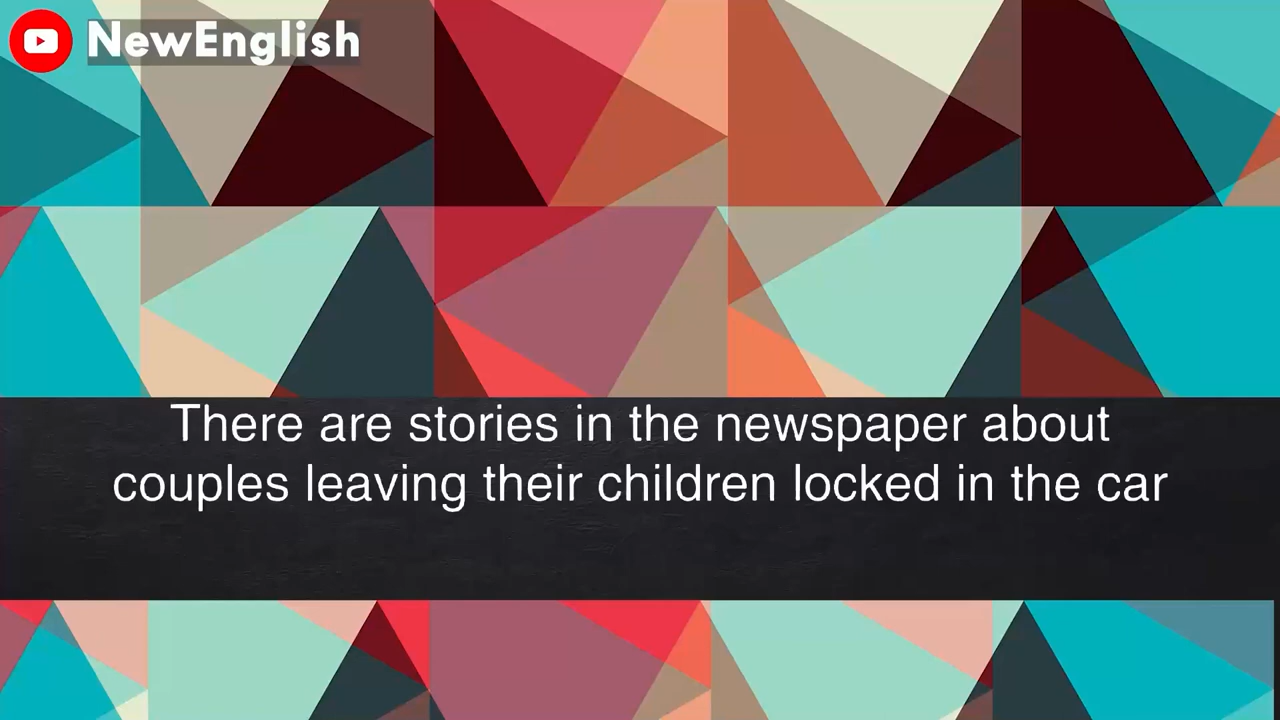 NewEnglish
There are stories in the newspaper about
couples leaving their children locked in the car